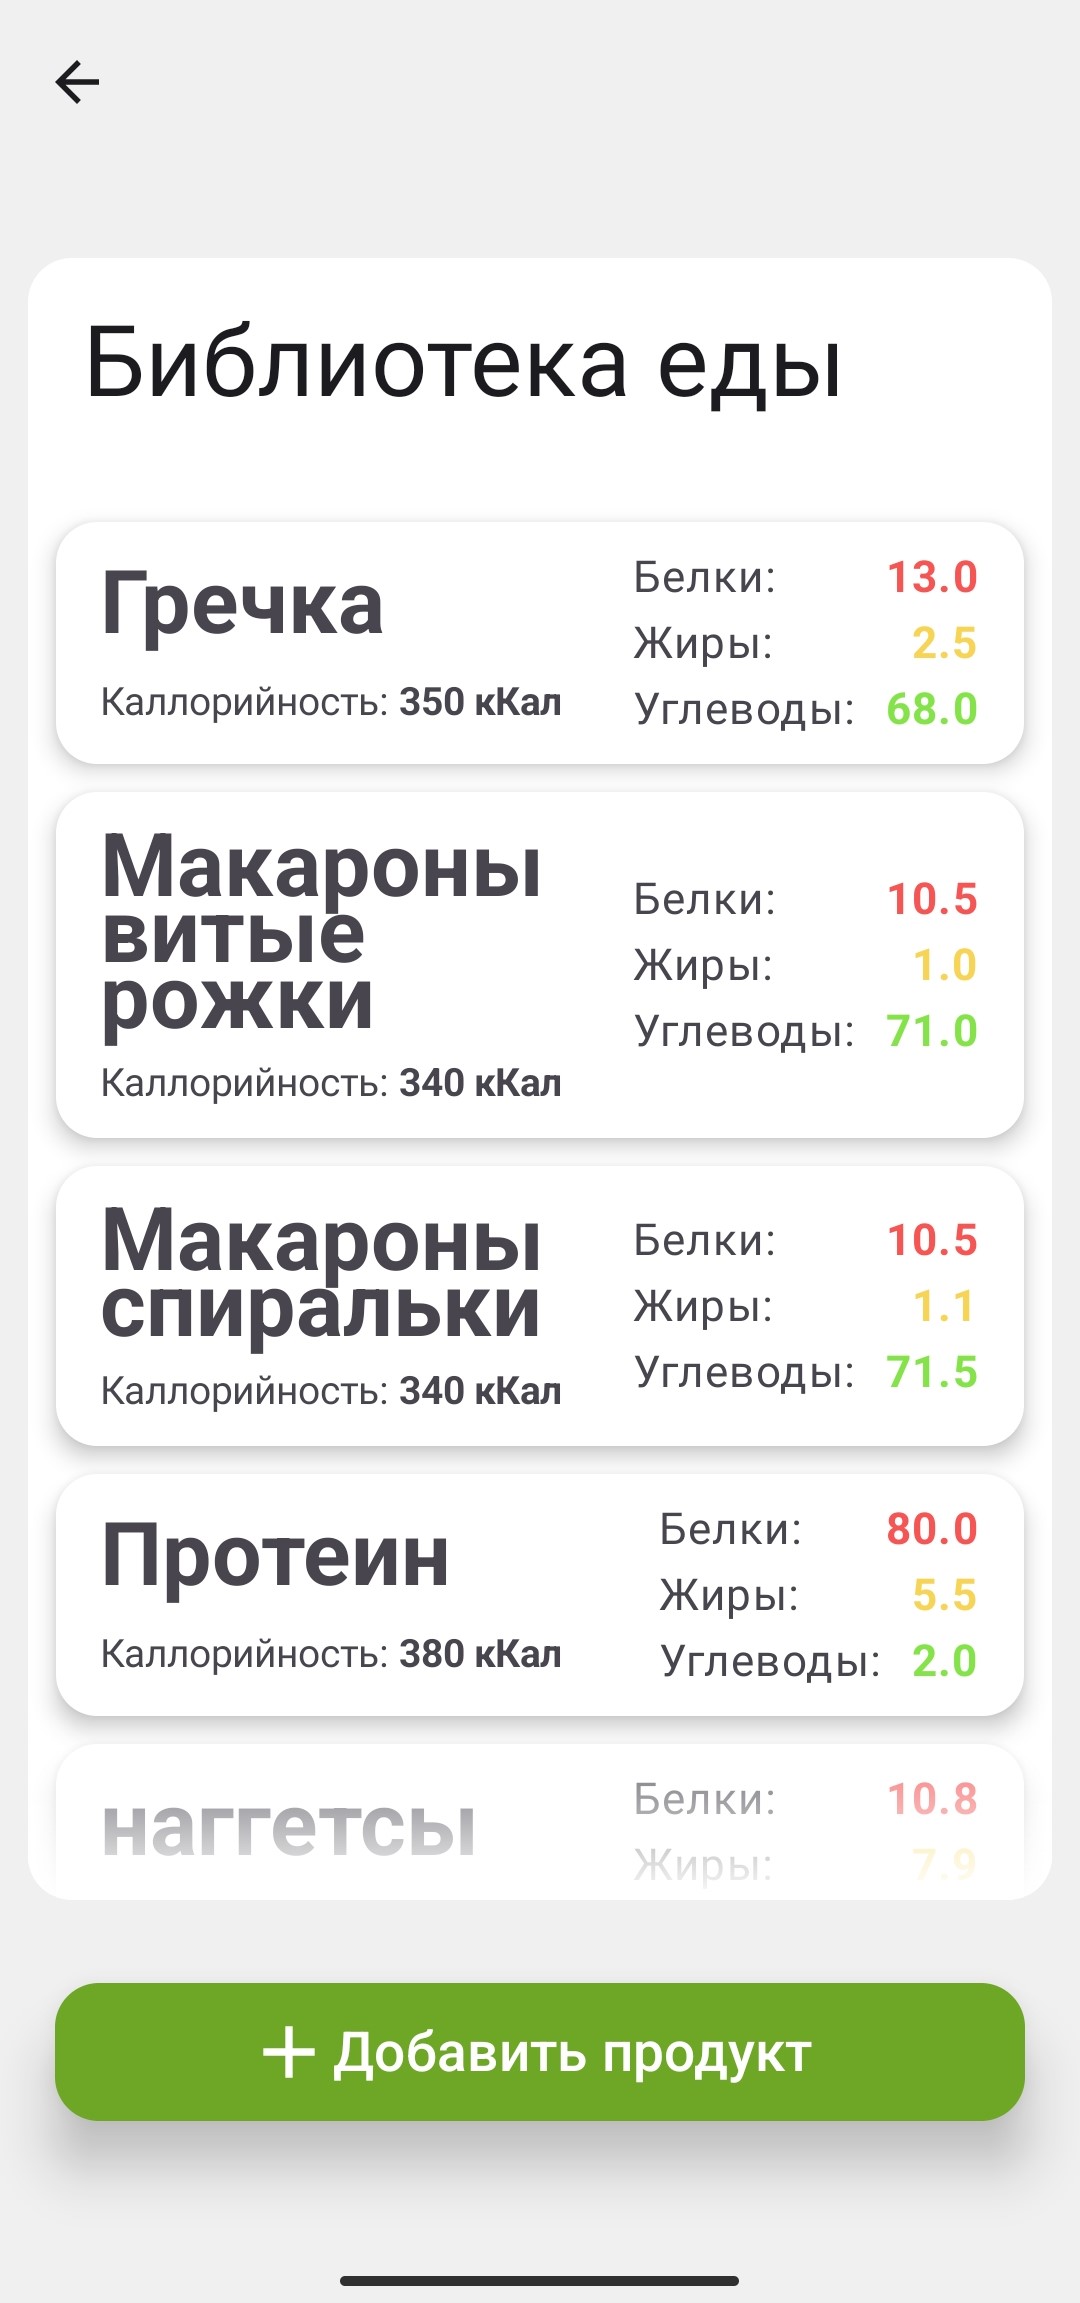 Библиотека еды
Гречка
Каллорийность: 350 кКал
Белки: 13.0
Жиры: 2.5
Углеводы: 68.0
Макароны
витые
рожки
Каллорийность: 340 кКал
Белки: 10.5
Жиры: 1.0
Углеводы: 71.0
Макароны
спиральки
Каллорийность: 340 кКал
Белки: 10.5
Жиры: 1.1
Углеводы: 71.5
Протеин
Каллорийность: 380 кКал
Белки: 80.0
Жиры: 5.5
Углеводы: 2.0
наггетсы
Белки: 10.8
Жиры: 7.9
Добавить продукт